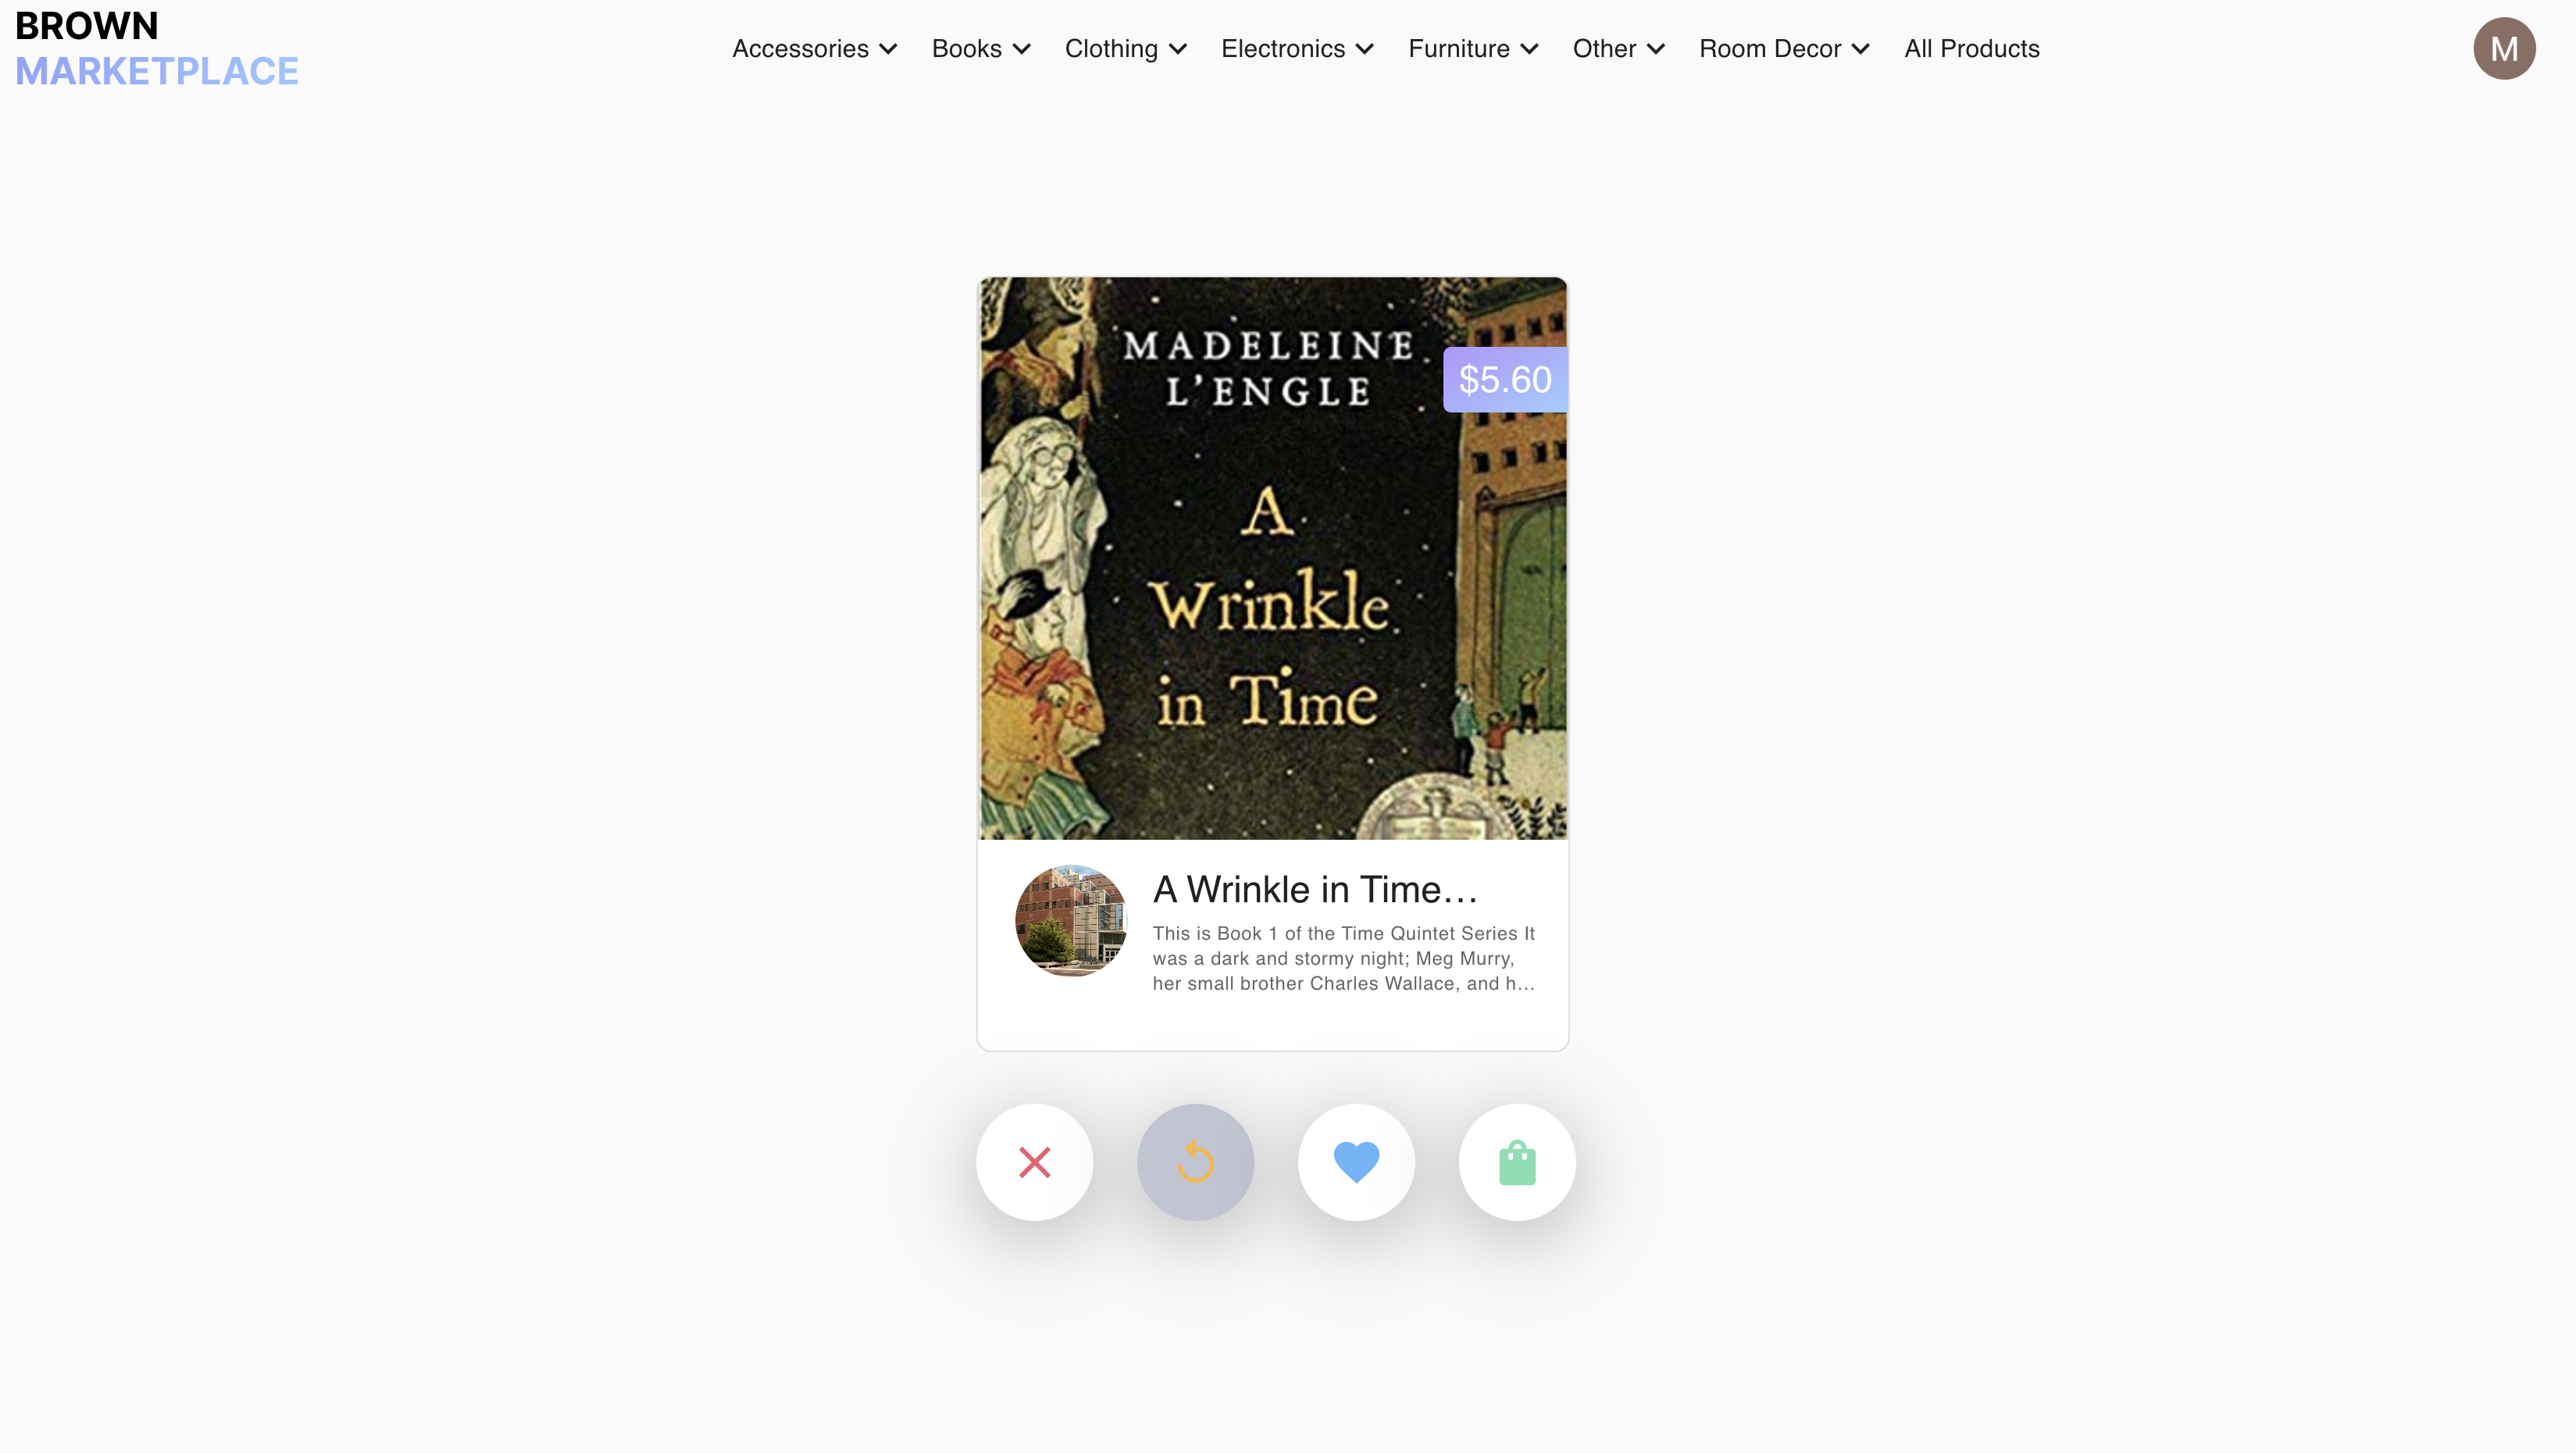 BROWN
MARKETPLACE
Accessories
Books
Clothing
Electronics
Furniture
Other
Room Decor
All Products
M
MADELEINE
L'ENGLE
$5.60
A
Wrinkle
in Time
A Wrinkle in Time...
This is Book 1 of the Time Quintet Series It
was a dark and stormy night; Meg Murry,
her small brother Charles Wallace, and h...